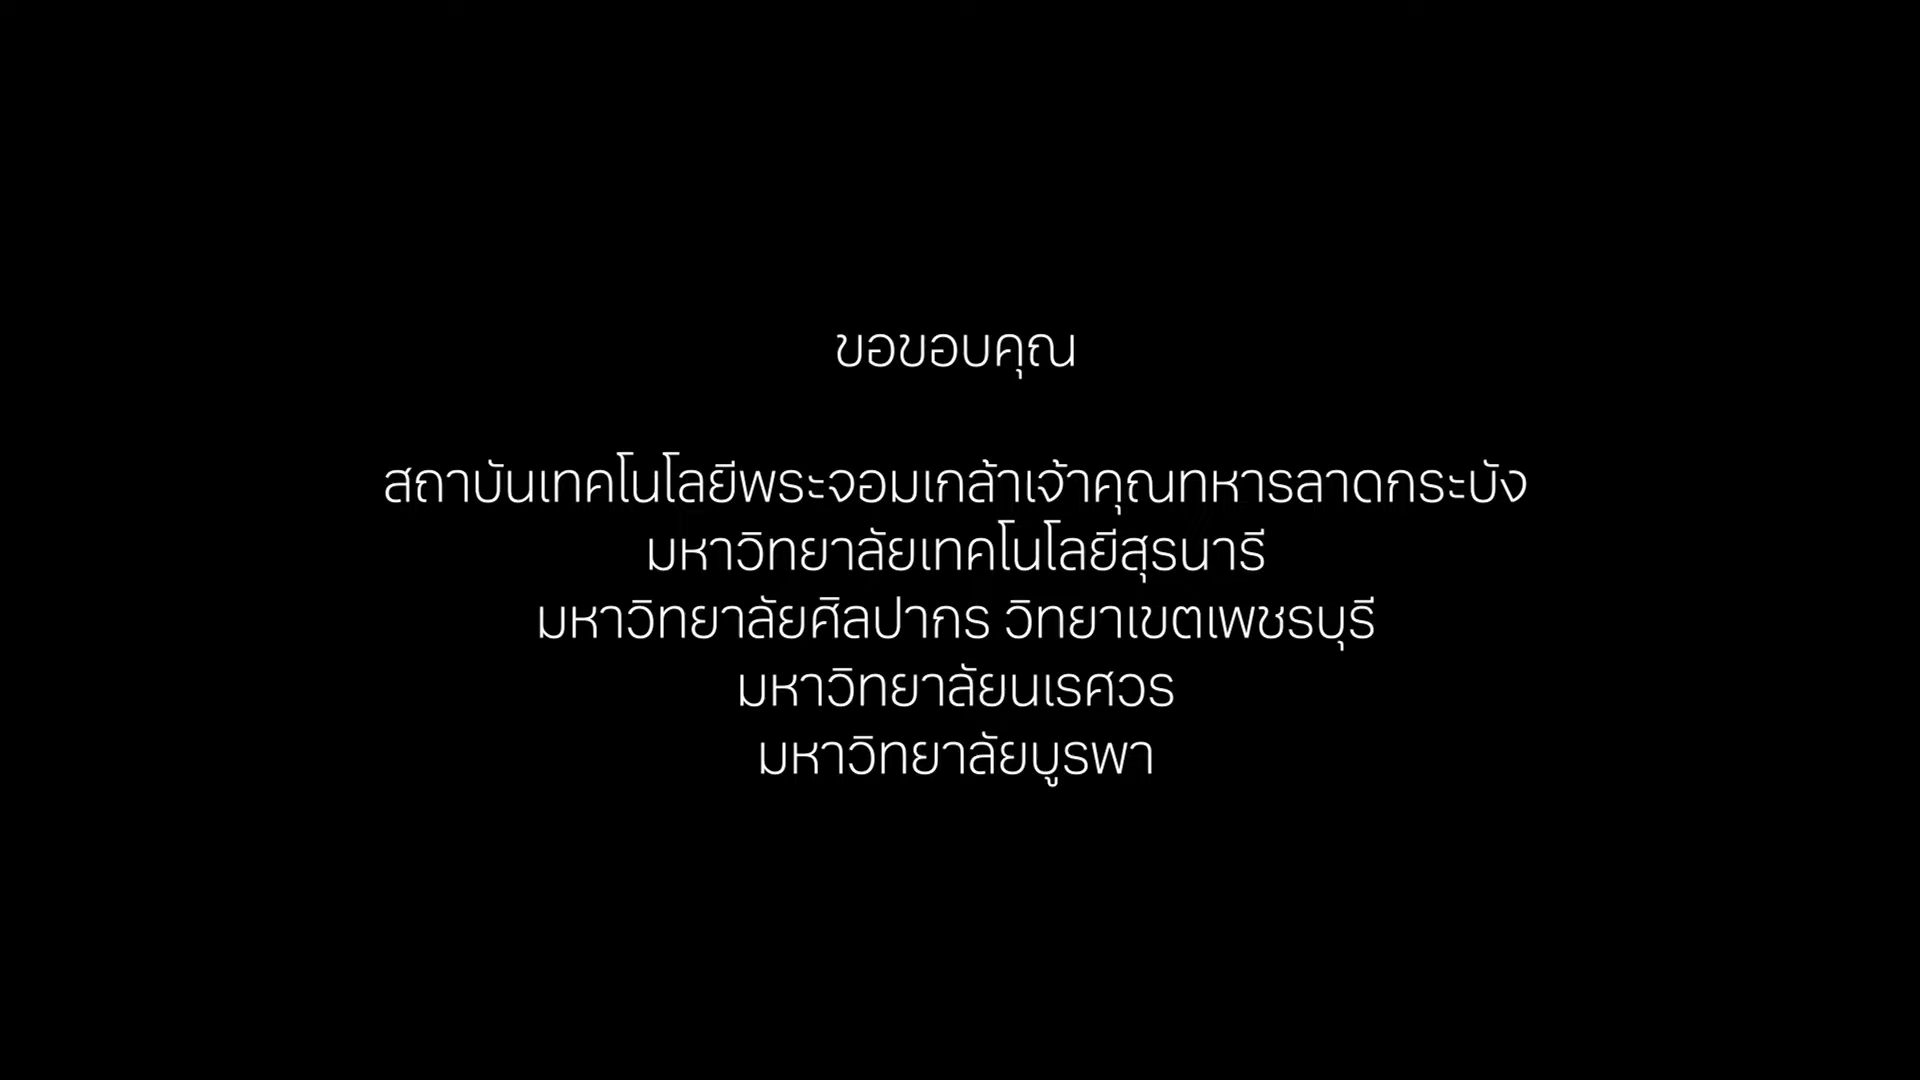 ขอขอบคุณ
สถาบันเทคโนโลยีพระจอมเกล้าเจ้าคุณทหารลาดกระบัง
มหาวิทยาลัยเทคโนโลยีสุรนารี
มหาวิทยาลัยศิลปากร วิทยาเขตเพชรบุรี
มหาวิทยาลัยนเรศวร
มหาวิทยาลัยบูรพา